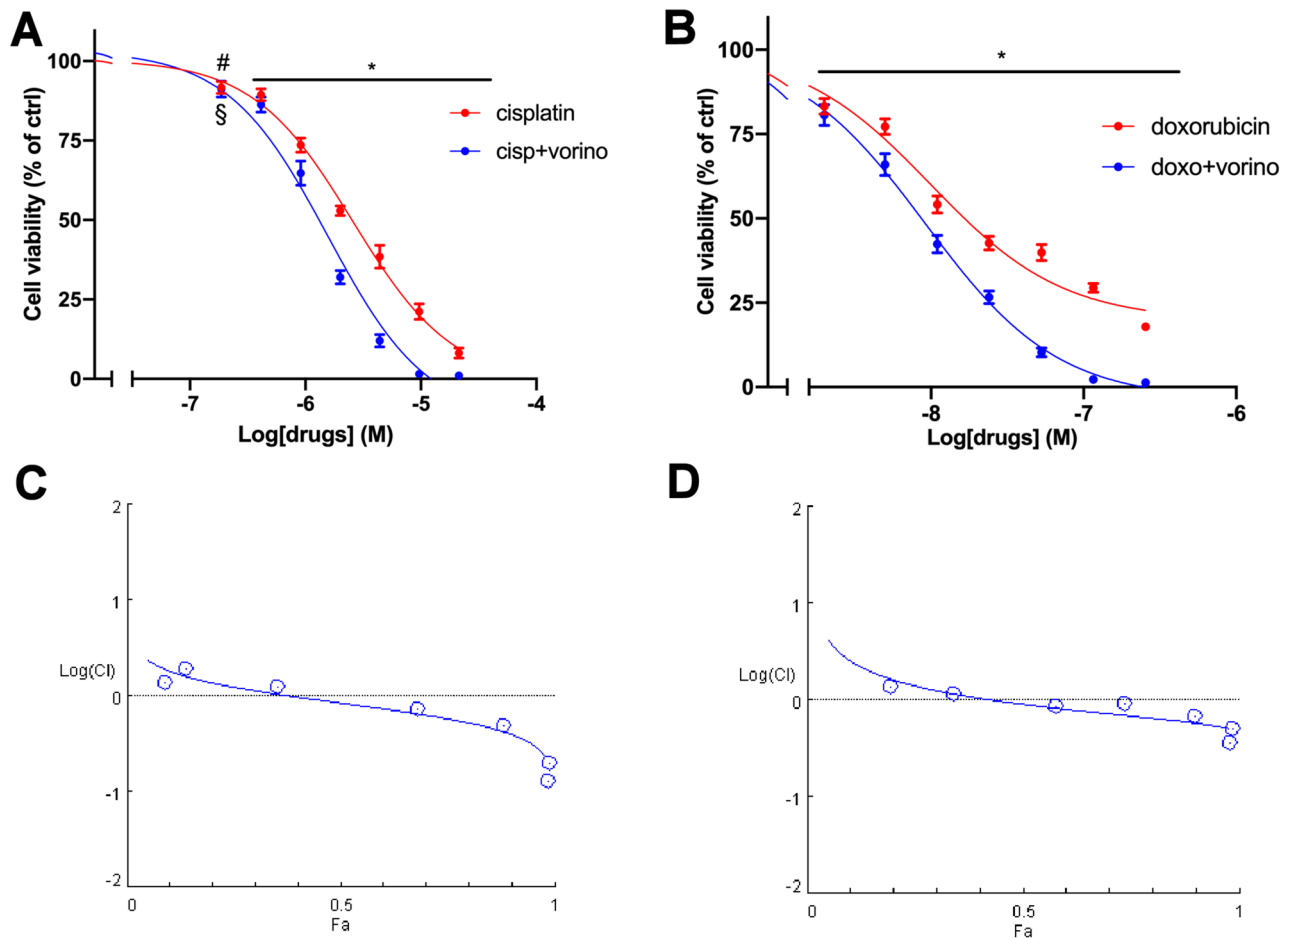 A
B
100
75
50
25
0
Cell viability (% of ctrl)
#
§
*
cisplatin
cisp+vorino
-7
-6
-5
-4
Log[drugs] (M)
100
75
50
25
0
Cell viability (% of ctrl)
*
doxorubicin
doxo+vorino
-8
-7
-6
Log[drugs] (M)
C
D
2
1
Log(CI)
0
-1
-2
0
0.5
1
Fa
2
1
Log(CI)
0
-1
-2
0
0.5
1
Fa